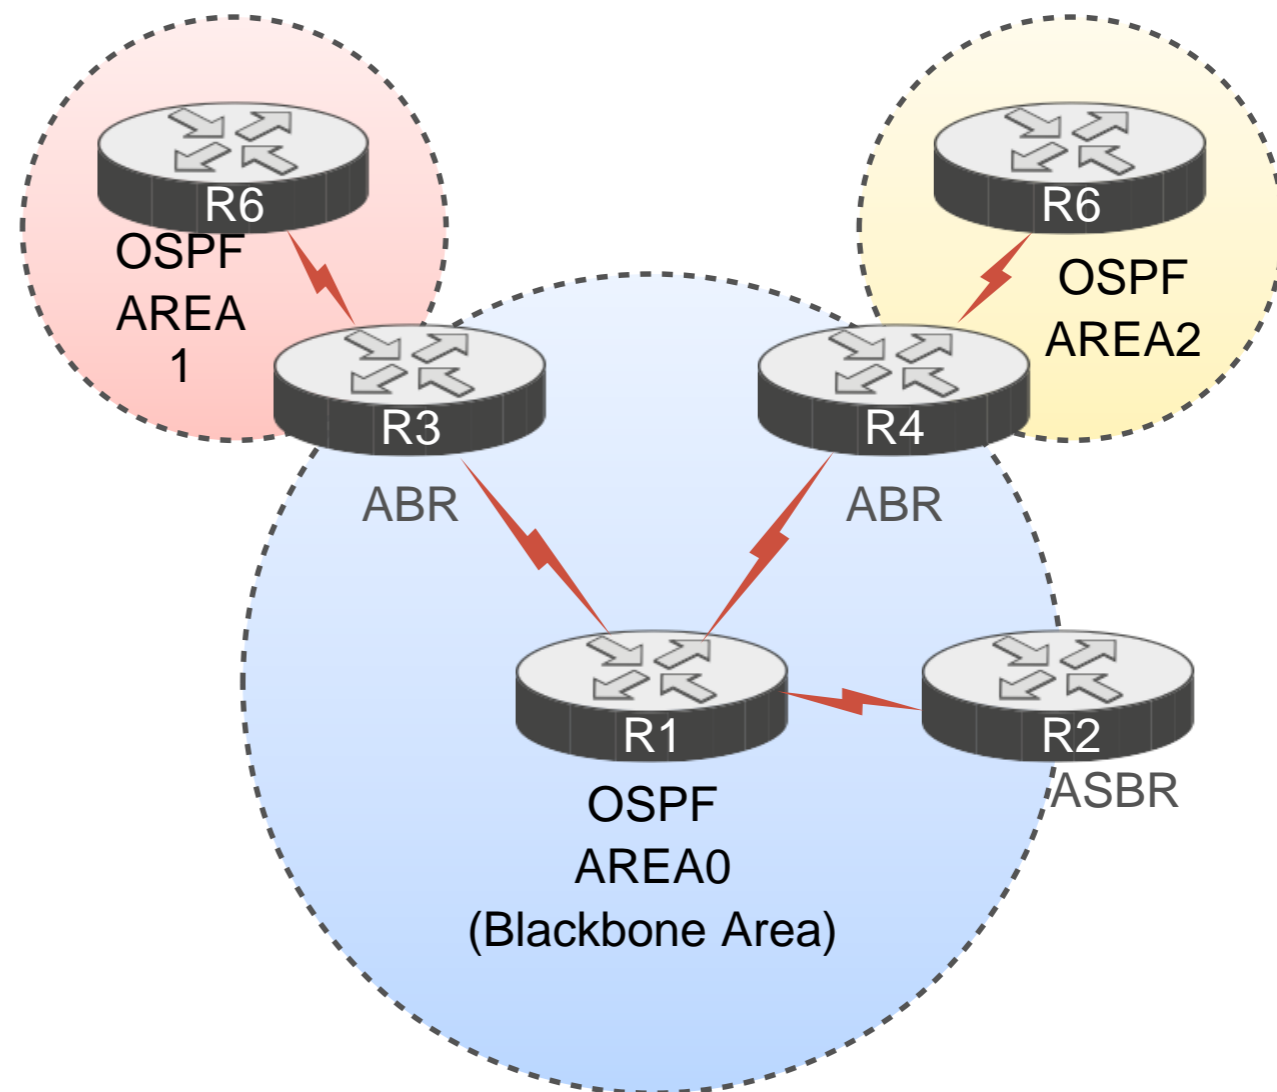 R6
OSPF
AREA
1
R6
OSPF
AREA2
R3
ABR
R4
ABR
R1
R2
ASBR
OSPF
AREA0
(Blackbone Area)